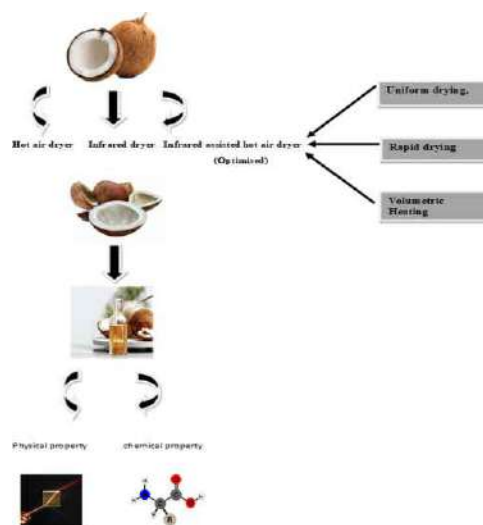 Uniform drying.
Hot air dryer Infrared dryer Infrared assisted hot air dryer
(Optimised)
Rapid drying
Volumetric
Heating
Physical property chemical property